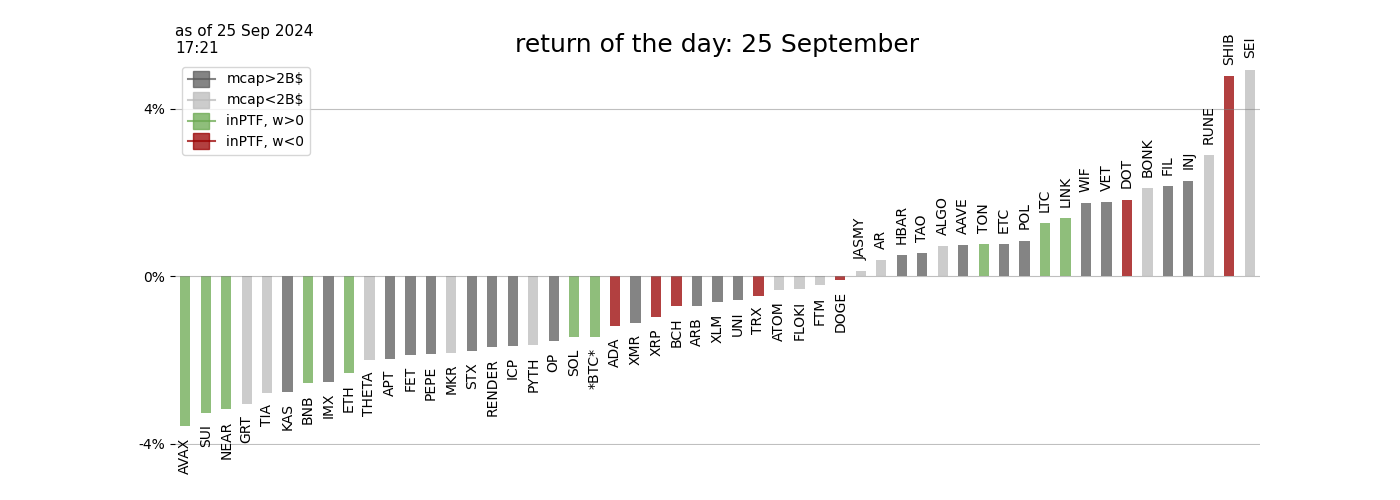 as of 25 Sep 2024
17:21
return of the day: 25 September
mcap>2B$
mcap<2B$
inPTF, w>0
inPTF, w<0
4%
0%
-4%
AVAX
SUI
NEAR
GRT
TIA
KAS
BNB
IMX
ETH
THETA
APT
FET
PEPE
MKR
STX
RENDER
ICP
PYTH
OP
SOL
*BTC*
ADA
XMR
XRP
BCH
ARB
XLM
UNI
TRX
ATOM
FLOKI
FTM
DOGE
JASMY
AR
HBAR
TAO
ALGO
AAVE
TON
ETC
POL
LTC
LINK
WIF
VET
DOT
BONK
FIL
INJ
RUNE
SHIB
SEI